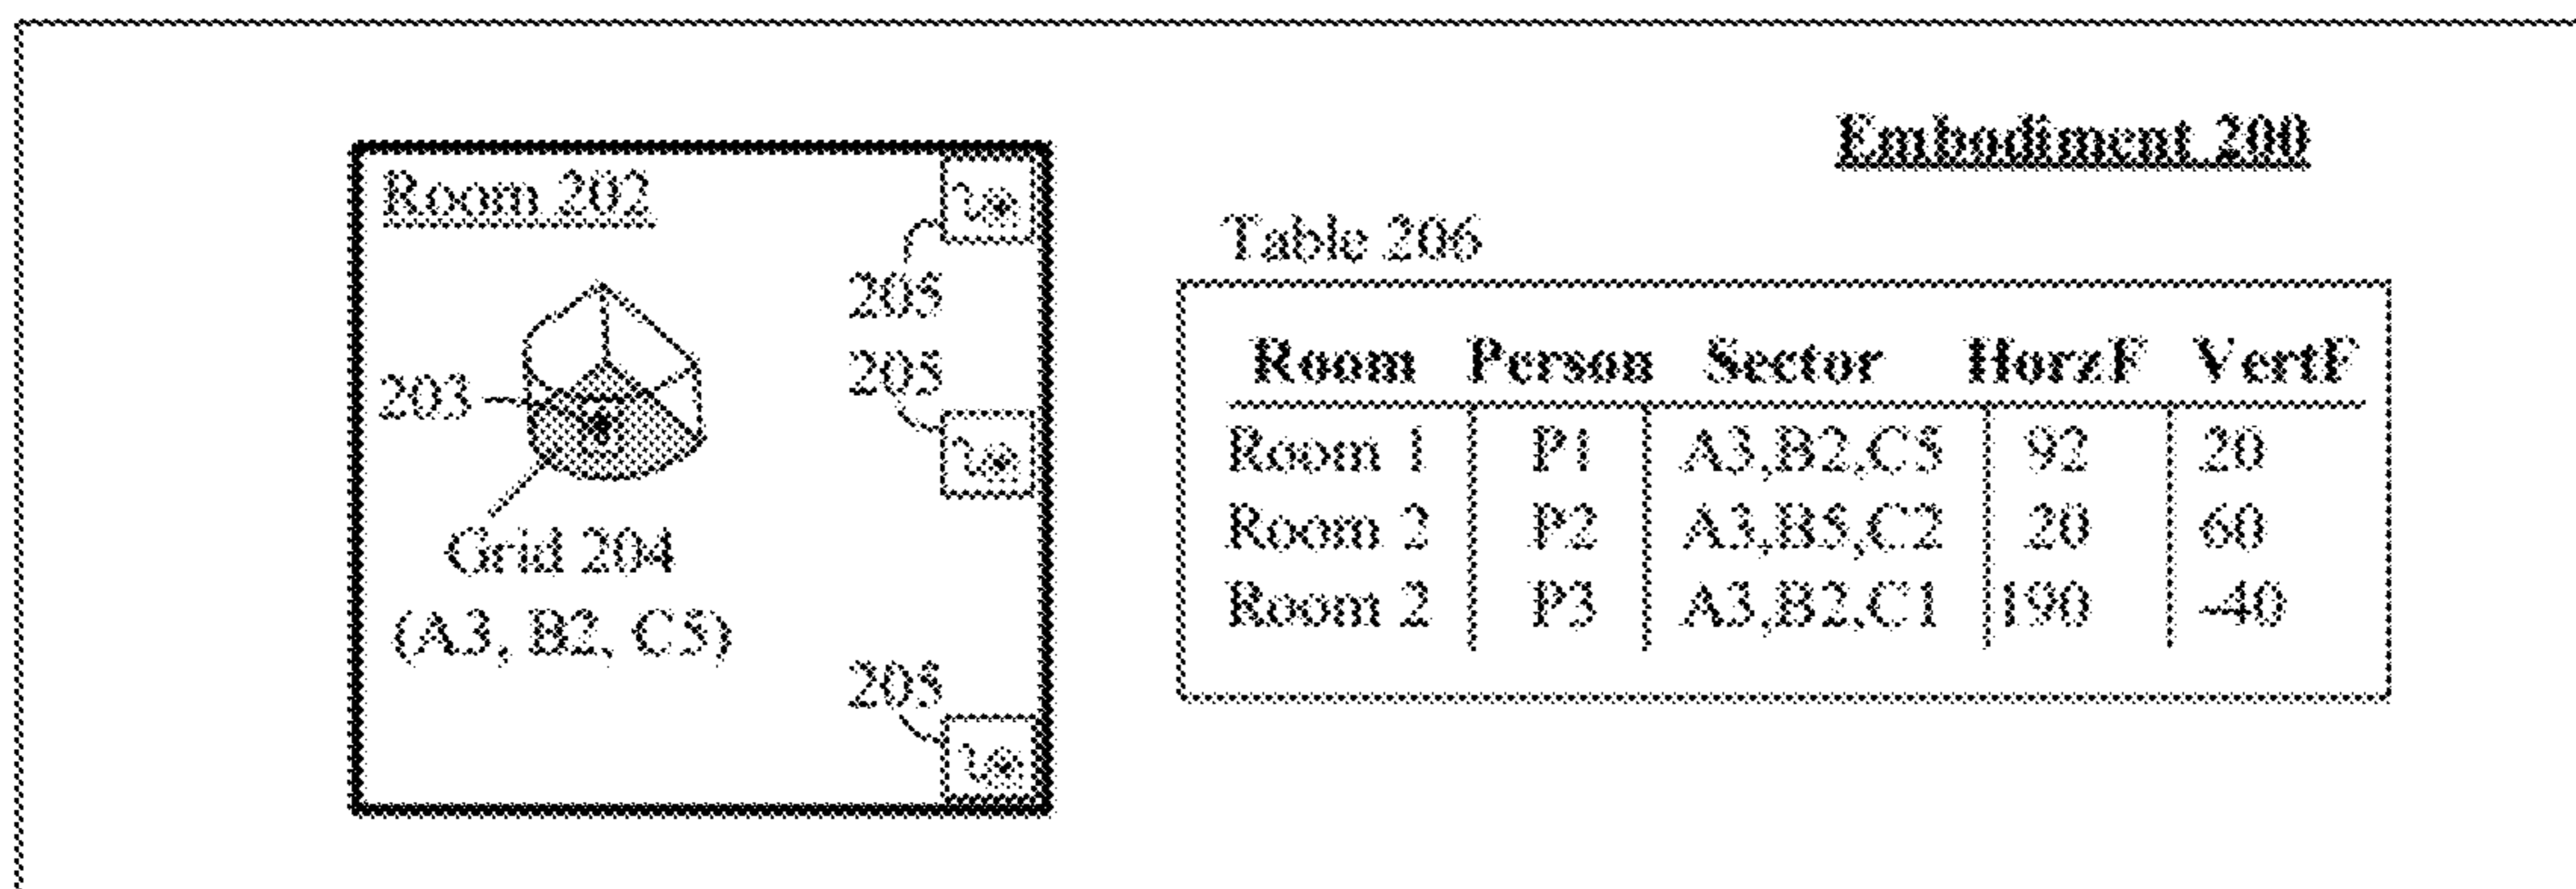 Embodiment 200
Room 202
205
205
203
Grid 204
(A3, B2, C5)
205
Table 206
Room Person Sector HorzF VertF
Room 1 P1 A3,B2,C5 92 20
Room 2 P2 A3,B5,C2 20 60
Room 2 P3 A3,B2,C1 190 -40